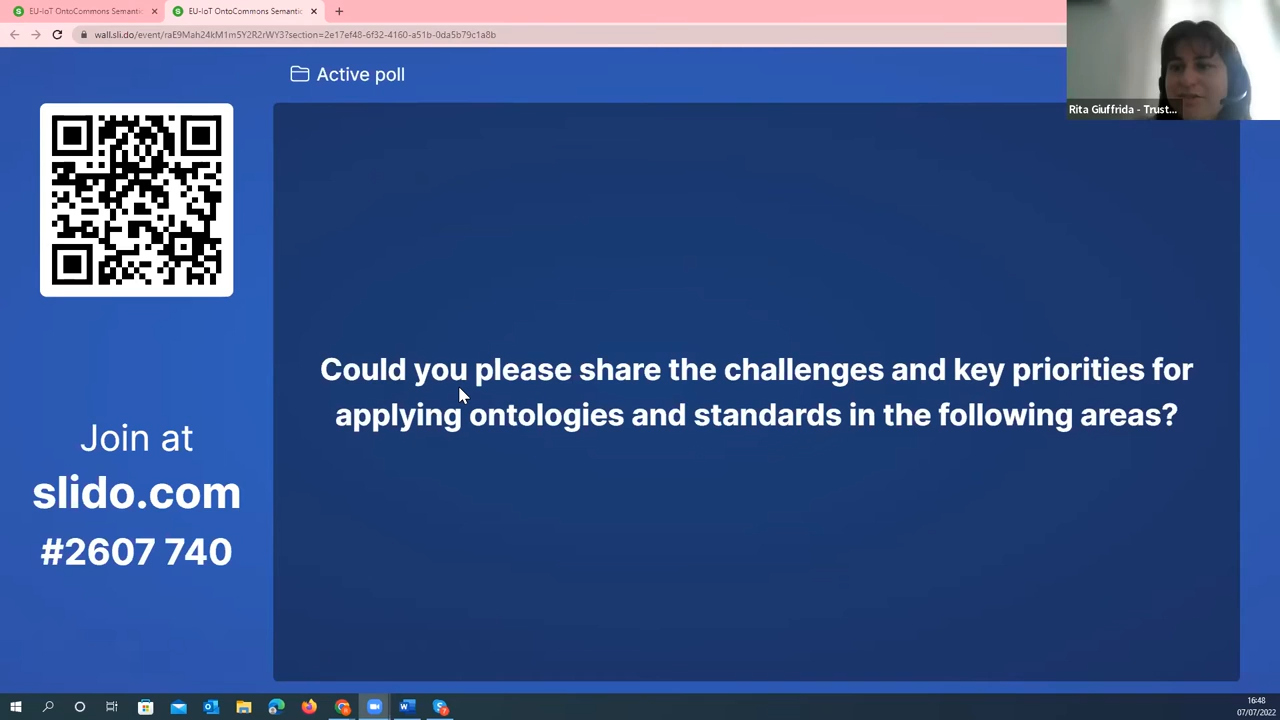 EU-IoT OntoCommons Semantic
EU-IoT OntoCommons Semantic
wall.sli.do/event/raE9Mah24kM1m5Y2R2rWY3?section=2e17ef48-6f32-4160-a51b-0da5b79c1a8b
Rita Giuffrida - Trust...
Active poll
Could you please share the challenges and key priorities for
applying ontologies and standards in the following areas?
Join at
slido.com
#2607 740
16:48
07/07/2022